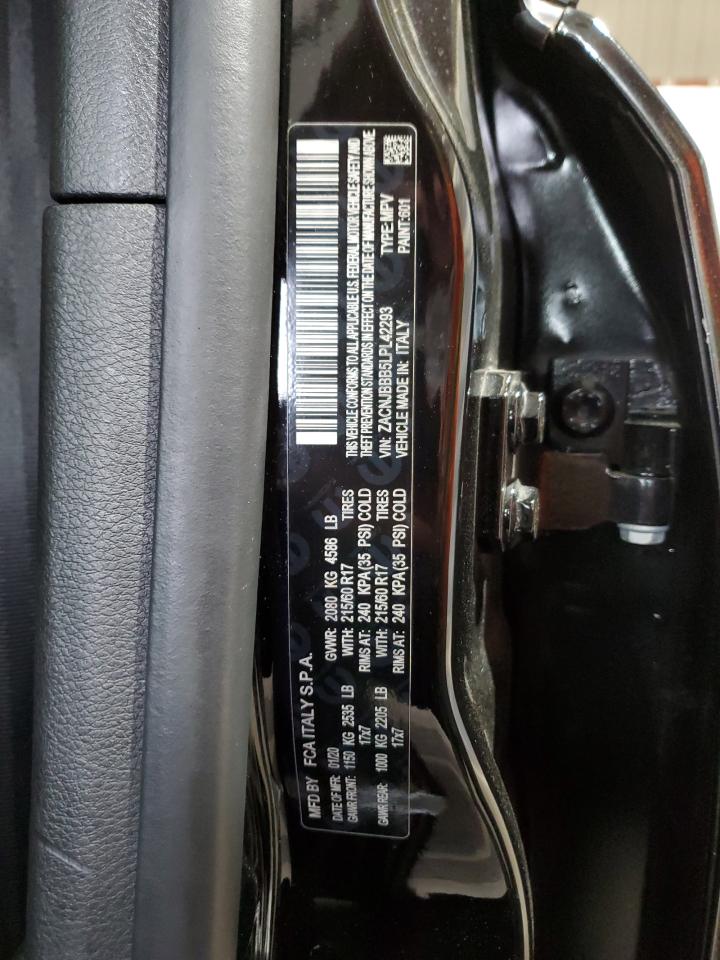 MFD BY FCA ITALY S.P.A.
DATE OF MFR: 01/20 GVWR: 2080 KG 4586 LB
GAWR FRONT: 1150 KG 2535 LB WITH: 215/60 R17 TIRES
17x7 RIMS AT: 240 KPA (35 PSI) COLD
GAWR REAR: 1000 KG 2205 LB WITH: 215/60 R17 TIRES
17x7 RIMS AT: 240 KPA (35 PSI) COLD
THIS VEHICLE CONFORMS TO ALL APPLICABLE U.S. FEDERAL MOTOR VEHICLE SAFETY AND
THEFT PREVENTION STANDARDS IN EFFECT ON THE DATE OF MANUFACTURE SHOWN ABOVE
VIN: ZACNJBBB5LPL42293 TYPE:MPV
VEHICLE MADE IN: ITALY PAINT:601